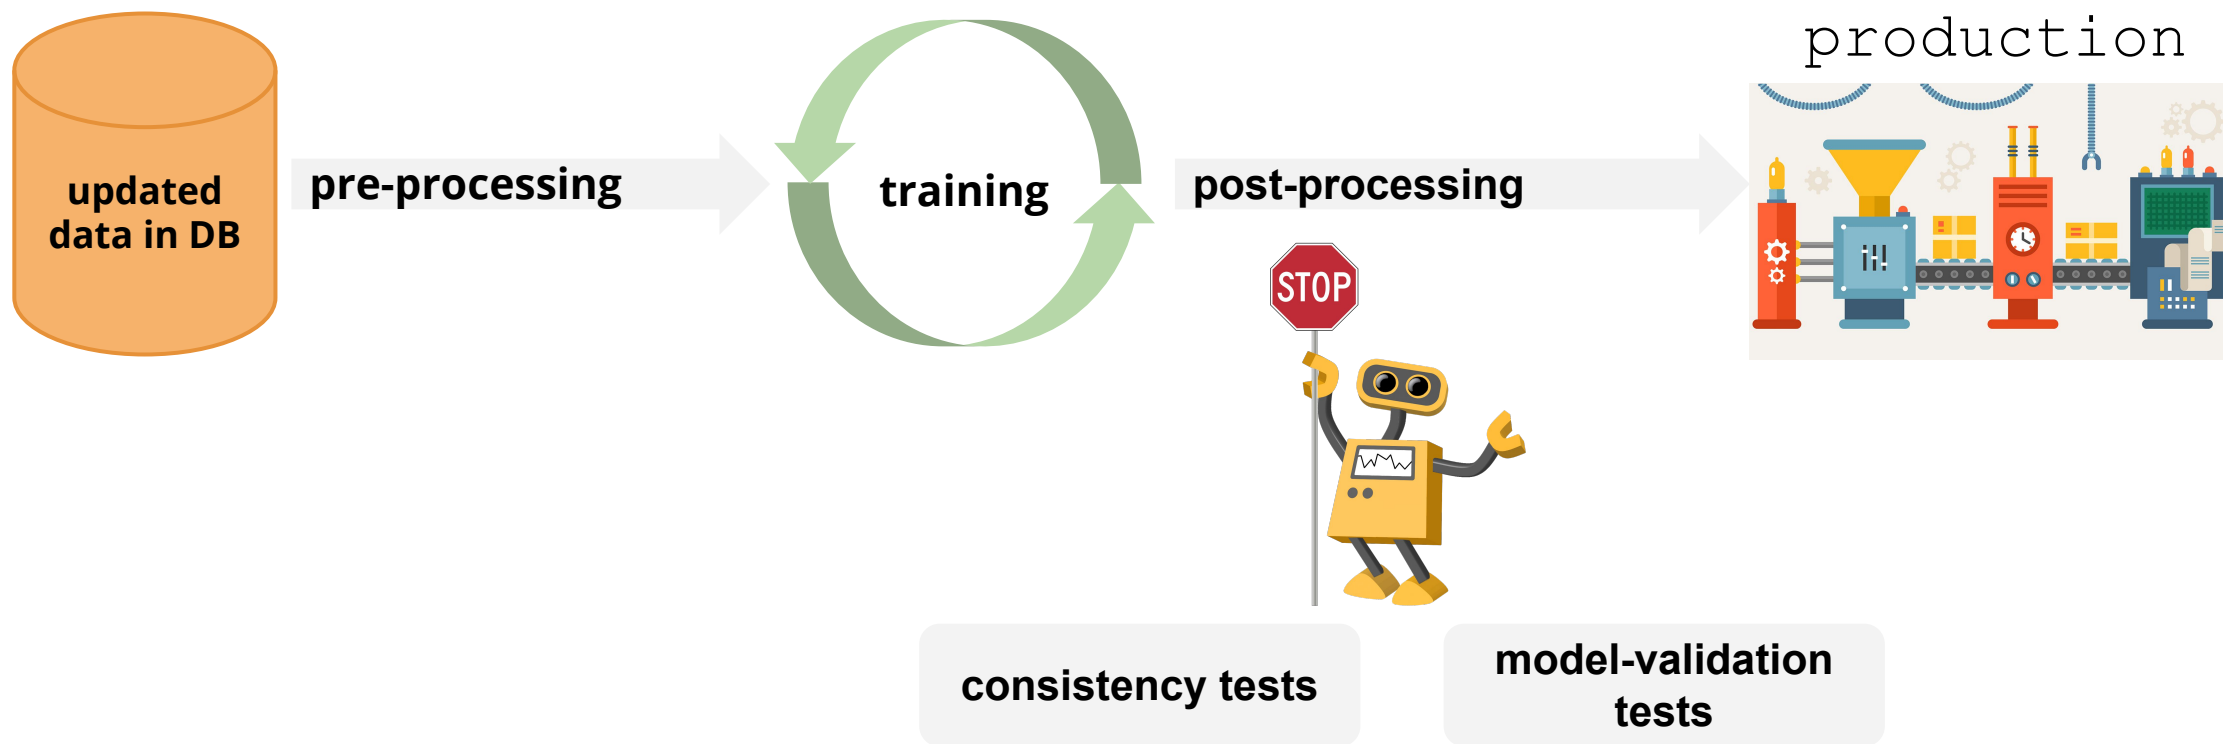 production
updated
data in DB
pre-processing
training
post-processing
STOP
consistency tests
model-validation
tests